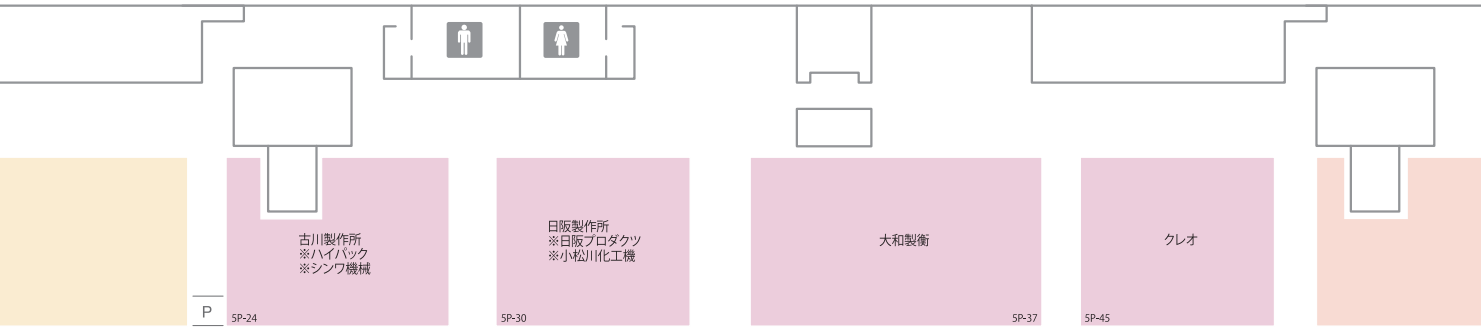 古川製作所
※ハイパック
※シンワ機械
5P-24
日阪製作所
※日阪プロダクツ
※小松川化工機
5P-30
大和製衡
5P-37
クレオ
5P-45
P